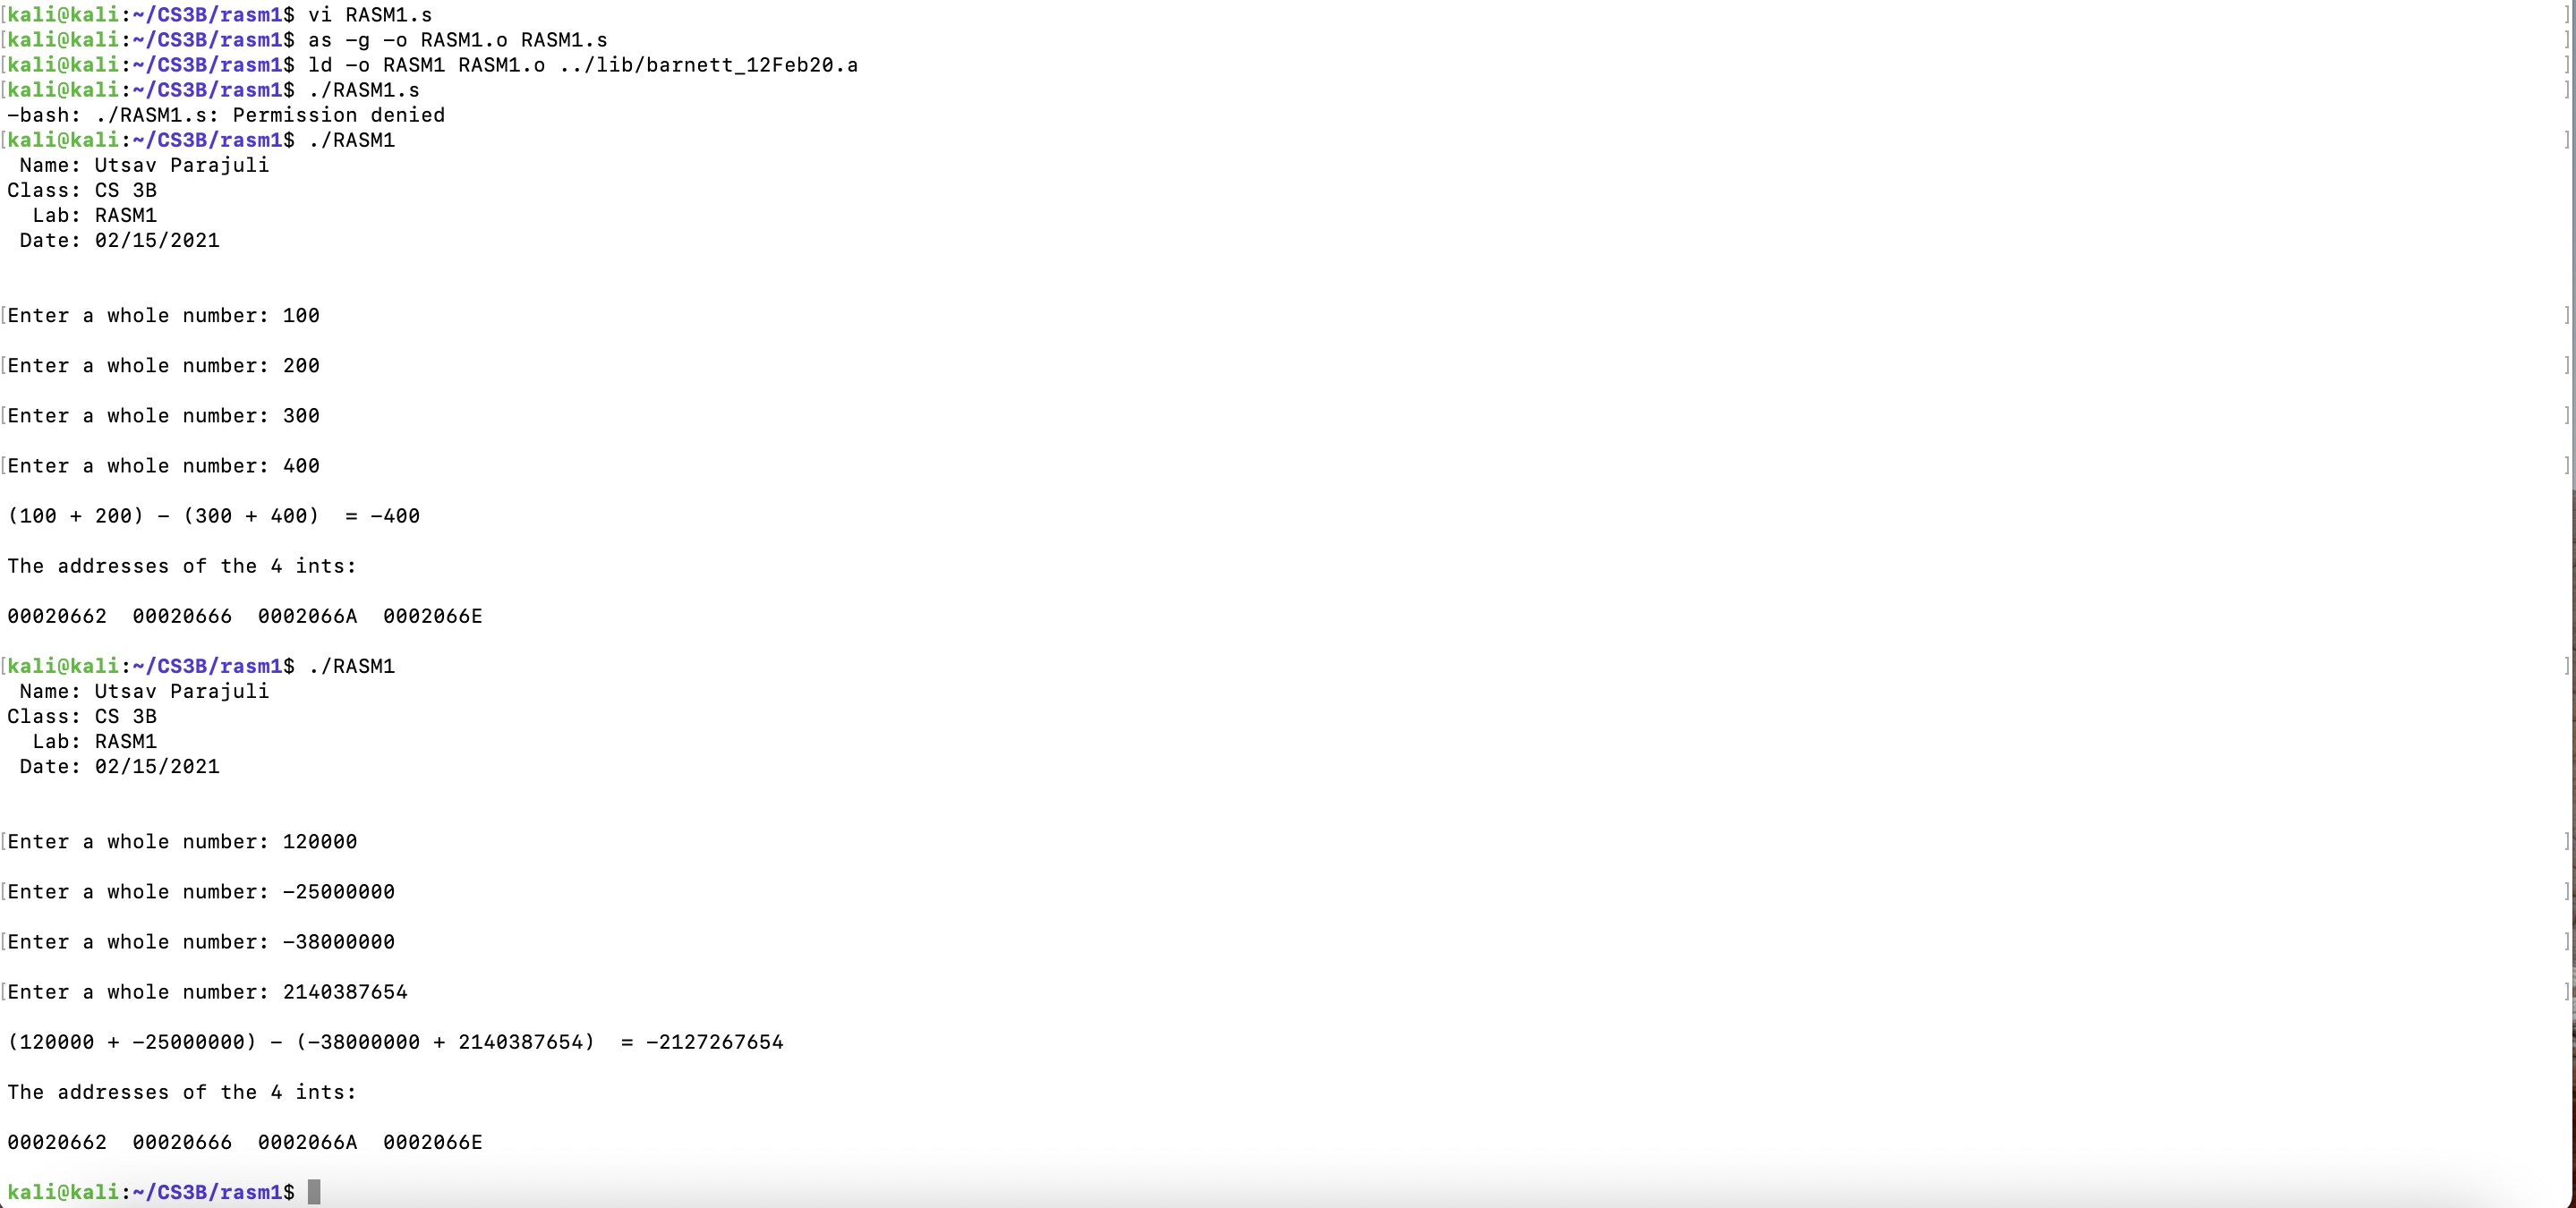 [kali@kali:~/CS3B/rasm1$ vi RASM1.s ]
[kali@kali:~/CS3B/rasm1$ as -g -o RASM1.o RASM1.s ]
[kali@kali:~/CS3B/rasm1$ ld -o RASM1 RASM1.o ../lib/barnett_12Feb20.a ]
[kali@kali:~/CS3B/rasm1$ ./RASM1.s ]
-bash: ./RASM1.s: Permission denied
[kali@kali:~/CS3B/rasm1$ ./RASM1 ]
 Name: Utsav Parajuli
Class: CS 3B
  Lab: RASM1
 Date: 02/15/2021
[Enter a whole number: 100 ]
[Enter a whole number: 200 ]
[Enter a whole number: 300 ]
[Enter a whole number: 400 ]
(100 + 200) - (300 + 400)  = -400
The addresses of the 4 ints:
00020662  00020666  0002066A  0002066E
[kali@kali:~/CS3B/rasm1$ ./RASM1 ]
 Name: Utsav Parajuli
Class: CS 3B
  Lab: RASM1
 Date: 02/15/2021
[Enter a whole number: 120000 ]
[Enter a whole number: -25000000 ]
[Enter a whole number: -38000000 ]
[Enter a whole number: 2140387654 ]
(120000 + -25000000) - (-38000000 + 2140387654)  = -2127267654
The addresses of the 4 ints:
00020662  00020666  0002066A  0002066E
kali@kali:~/CS3B/rasm1$